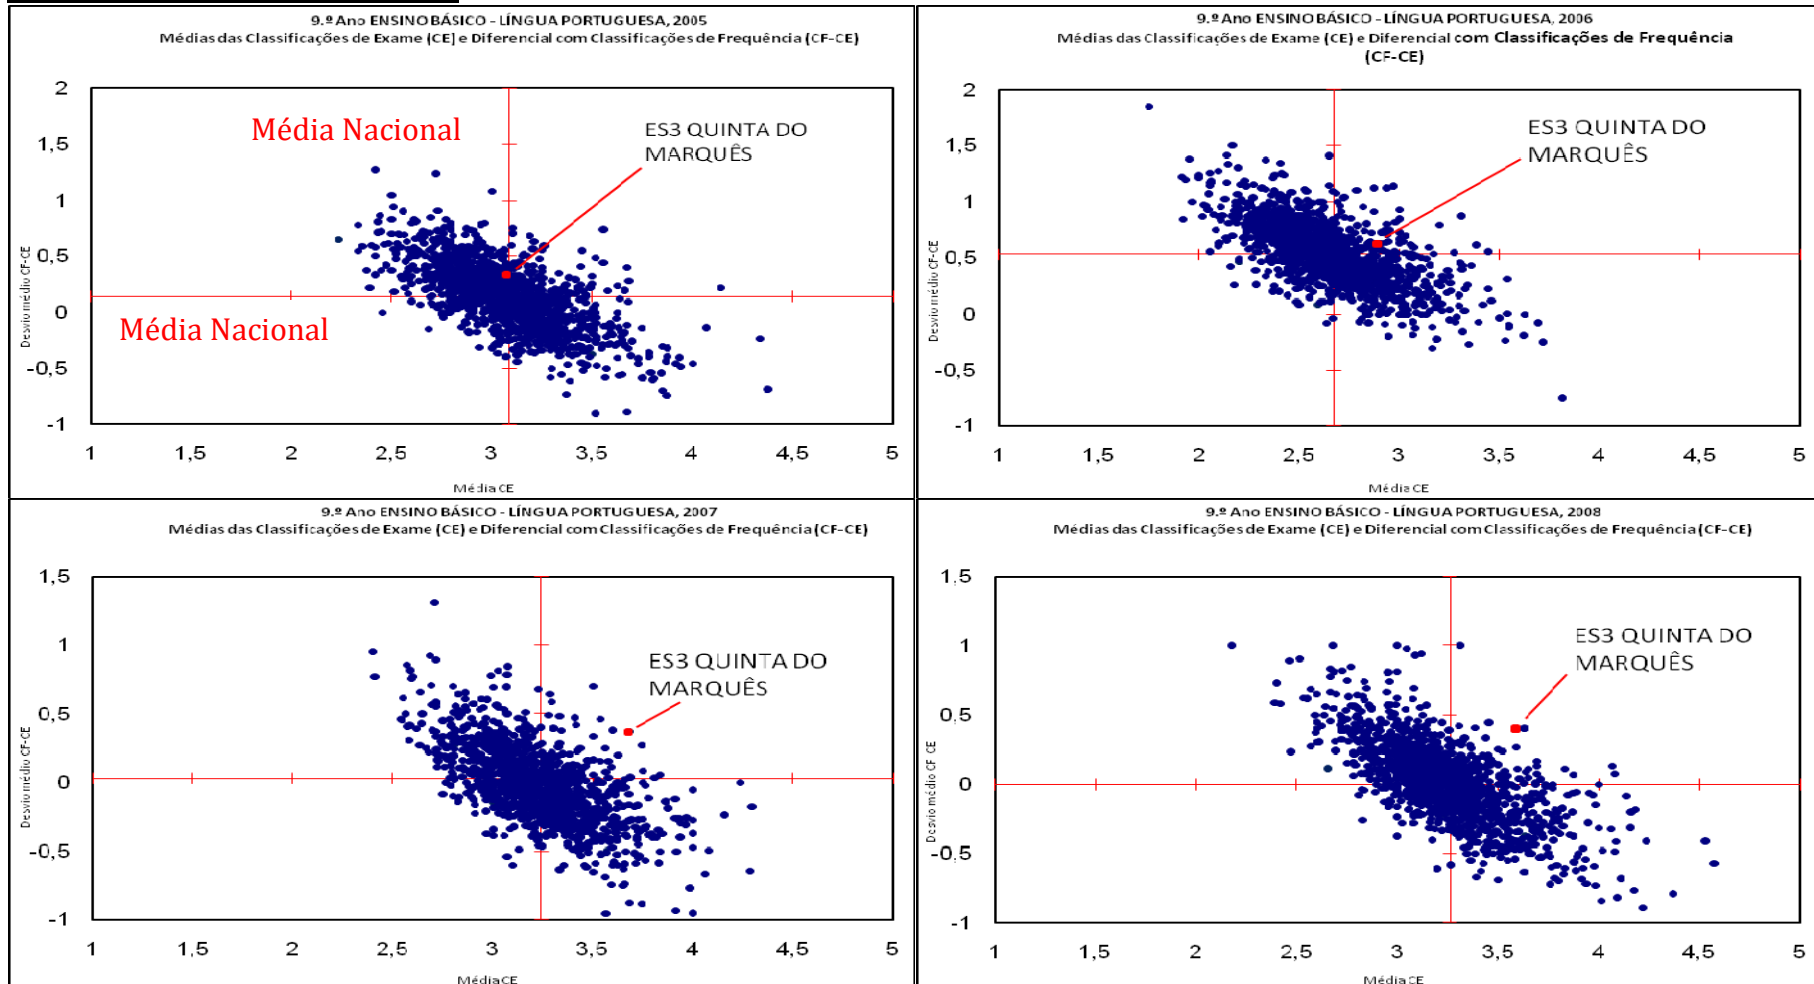 9.º Ano ENSINO BÁSICO - LÍNGUA PORTUGUESA, 2005
Médias das Classificações de Exame (CE) e Diferencial com Classificações de Frequência (CF-CE)
2
1,5
1
0,5
0
-0,5
-1
Desvio médio CF-CE
Média Nacional
Média Nacional
ES3 QUINTA DO
MARQUÊS
1 1,5 2 2,5 3 3,5 4 4,5 5
Média CE
9.º Ano ENSINO BÁSICO - LÍNGUA PORTUGUESA, 2006
Médias das Classificações de Exame (CE) e Diferencial com Classificações de Frequência
(CF-CE)
2
1,5
1
0,5
0
-0,5
-1
Desvio médio CF-CE
ES3 QUINTA DO
MARQUÊS
1 1,5 2 2,5 3 3,5 4 4,5 5
Média CE
9.º Ano ENSINO BÁSICO - LÍNGUA PORTUGUESA, 2007
Médias das Classificações de Exame (CE) e Diferencial com Classificações de Frequência (CF-CE)
1,5
1
0,5
0
-0,5
-1
Desvio médio CF-CE
ES3 QUINTA DO
MARQUÊS
1 1,5 2 2,5 3 3,5 4 4,5 5
Média CE
9.º Ano ENSINO BÁSICO - LÍNGUA PORTUGUESA, 2008
Médias das Classificações de Exame (CE) e Diferencial com Classificações de Frequência (CF-CE)
1,5
1
0,5
0
-0,5
-1
Desvio médio CF-CE
ES3 QUINTA DO
MARQUÊS
1 1,5 2 2,5 3 3,5 4 4,5 5
Média CE